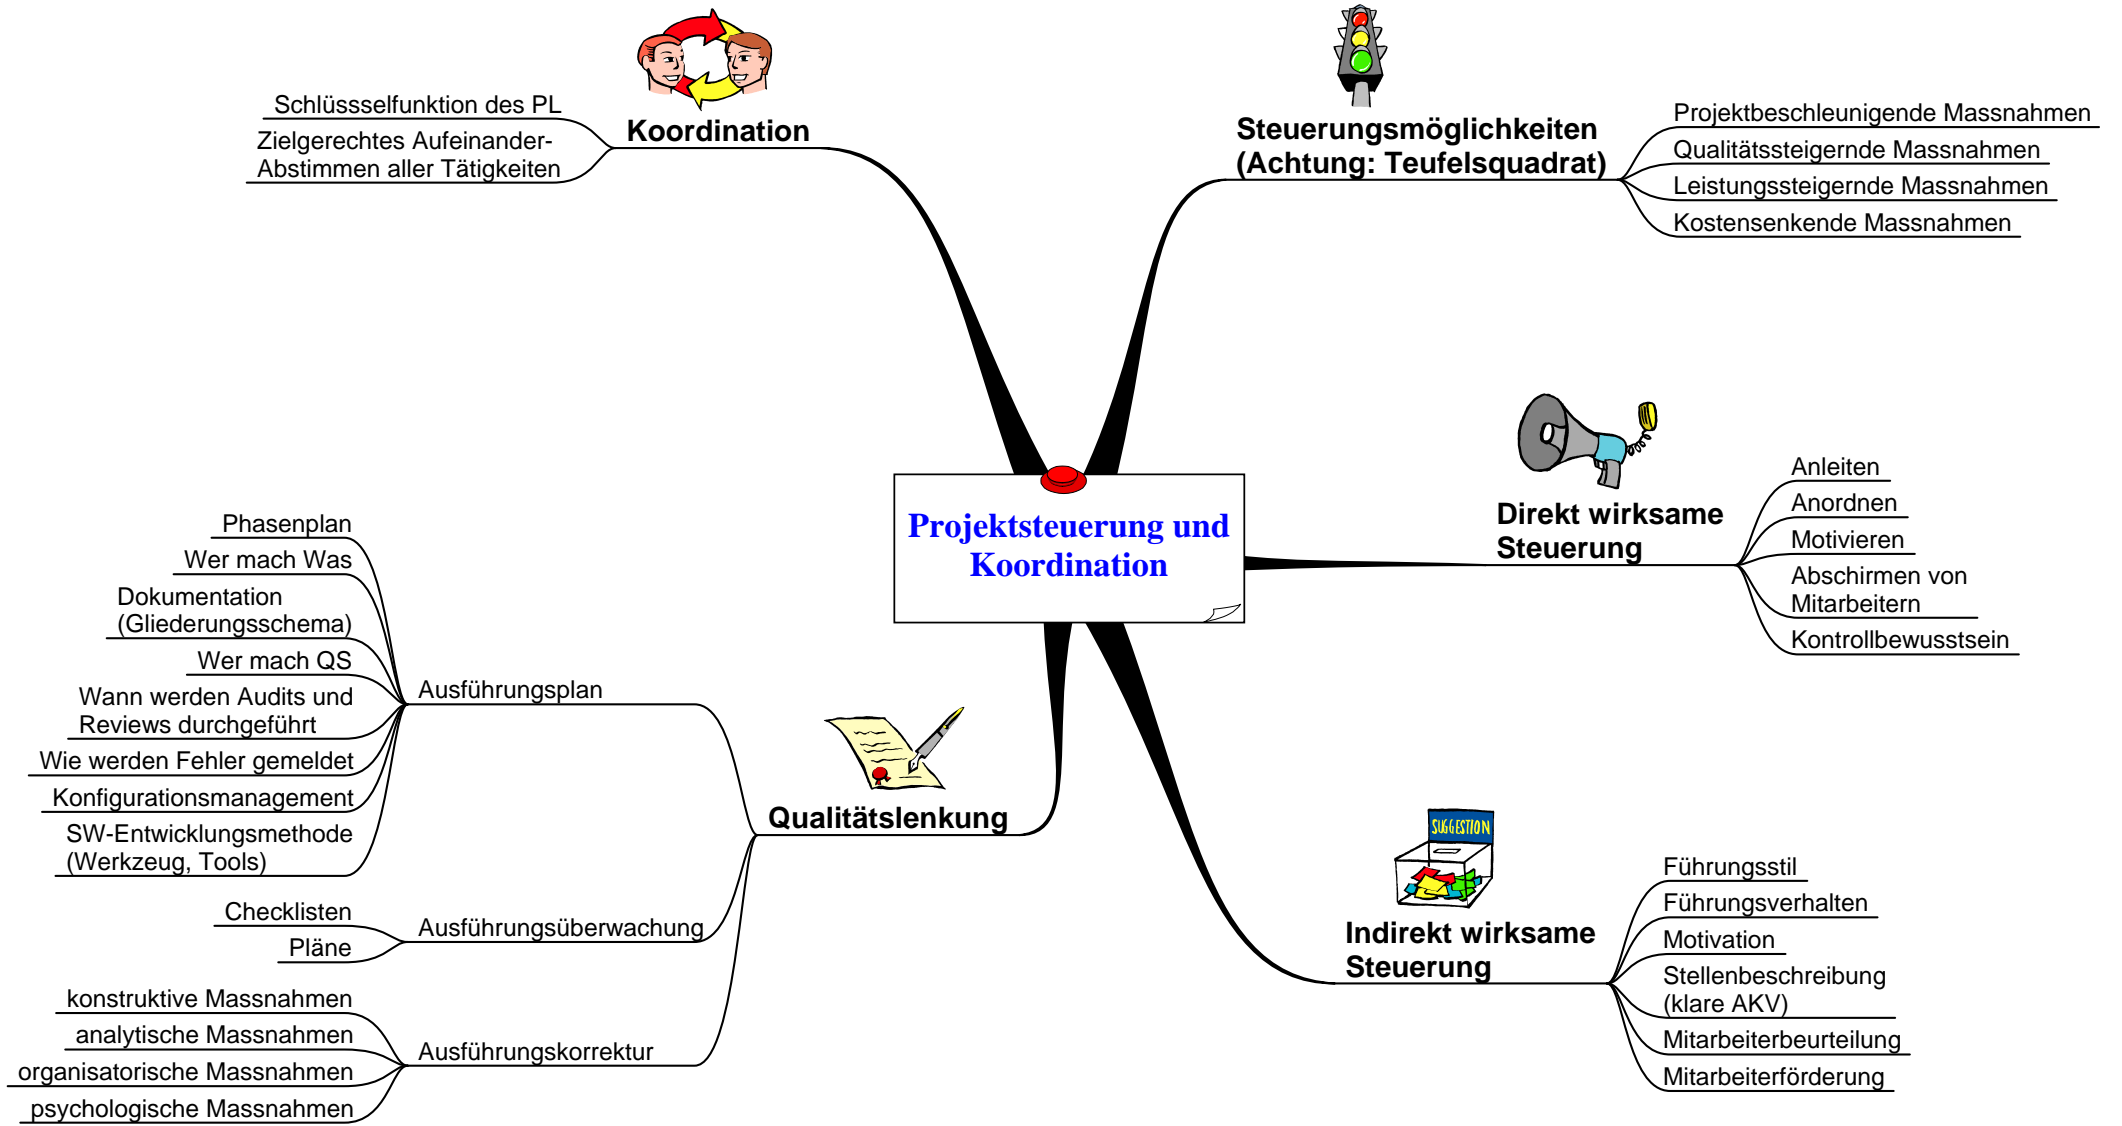 Projektsteuerung und
Koordination
Koordination
Schlüssselfunktion des PL
Zielgerechtes Aufeinander-
Abstimmen aller Tätigkeiten
Steuerungsmöglichkeiten
(Achtung: Teufelsquadrat)
Projektbeschleunigende Massnahmen
Qualitätssteigernde Massnahmen
Leistungssteigernde Massnahmen
Kostensenkende Massnahmen
Direkt wirksame
Steuerung
Anleiten
Anordnen
Motivieren
Abschirmen von
Mitarbeitern
Kontrollbewusstsein
SUGGESTION
Indirekt wirksame
Steuerung
Führungsstil
Führungsverhalten
Motivation
Stellenbeschreibung
(klare AKV)
Mitarbeiterbeurteilung
Mitarbeiterförderung
Qualitätslenkung
Ausführungsplan
Phasenplan
Wer mach Was
Dokumentation
(Gliederungsschema)
Wer mach QS
Wann werden Audits und
Reviews durchgeführt
Wie werden Fehler gemeldet
Konfigurationsmanagement
SW-Entwicklungsmethode
(Werkzeug, Tools)
Ausführungsüberwachung
Checklisten
Pläne
Ausführungskorrektur
konstruktive Massnahmen
analytische Massnahmen
organisatorische Massnahmen
psychologische Massnahmen